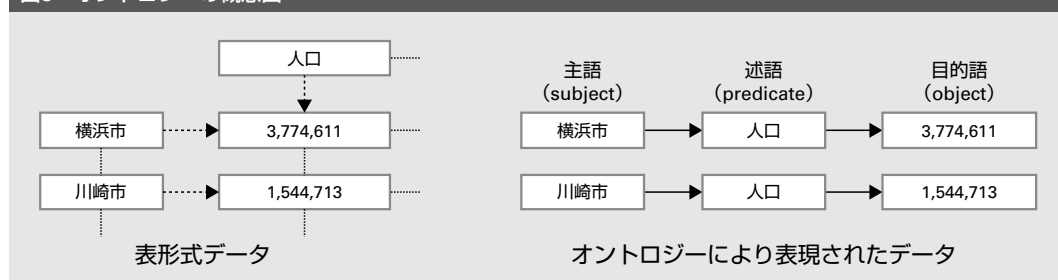 人口
横浜市
3,774,611
川崎市
1,544,713
表形式データ
主語
(subject)
述語
(predicate)
目的語
(object)
横浜市
人口
3,774,611
川崎市
人口
1,544,713
オントロジーにより表現されたデータ